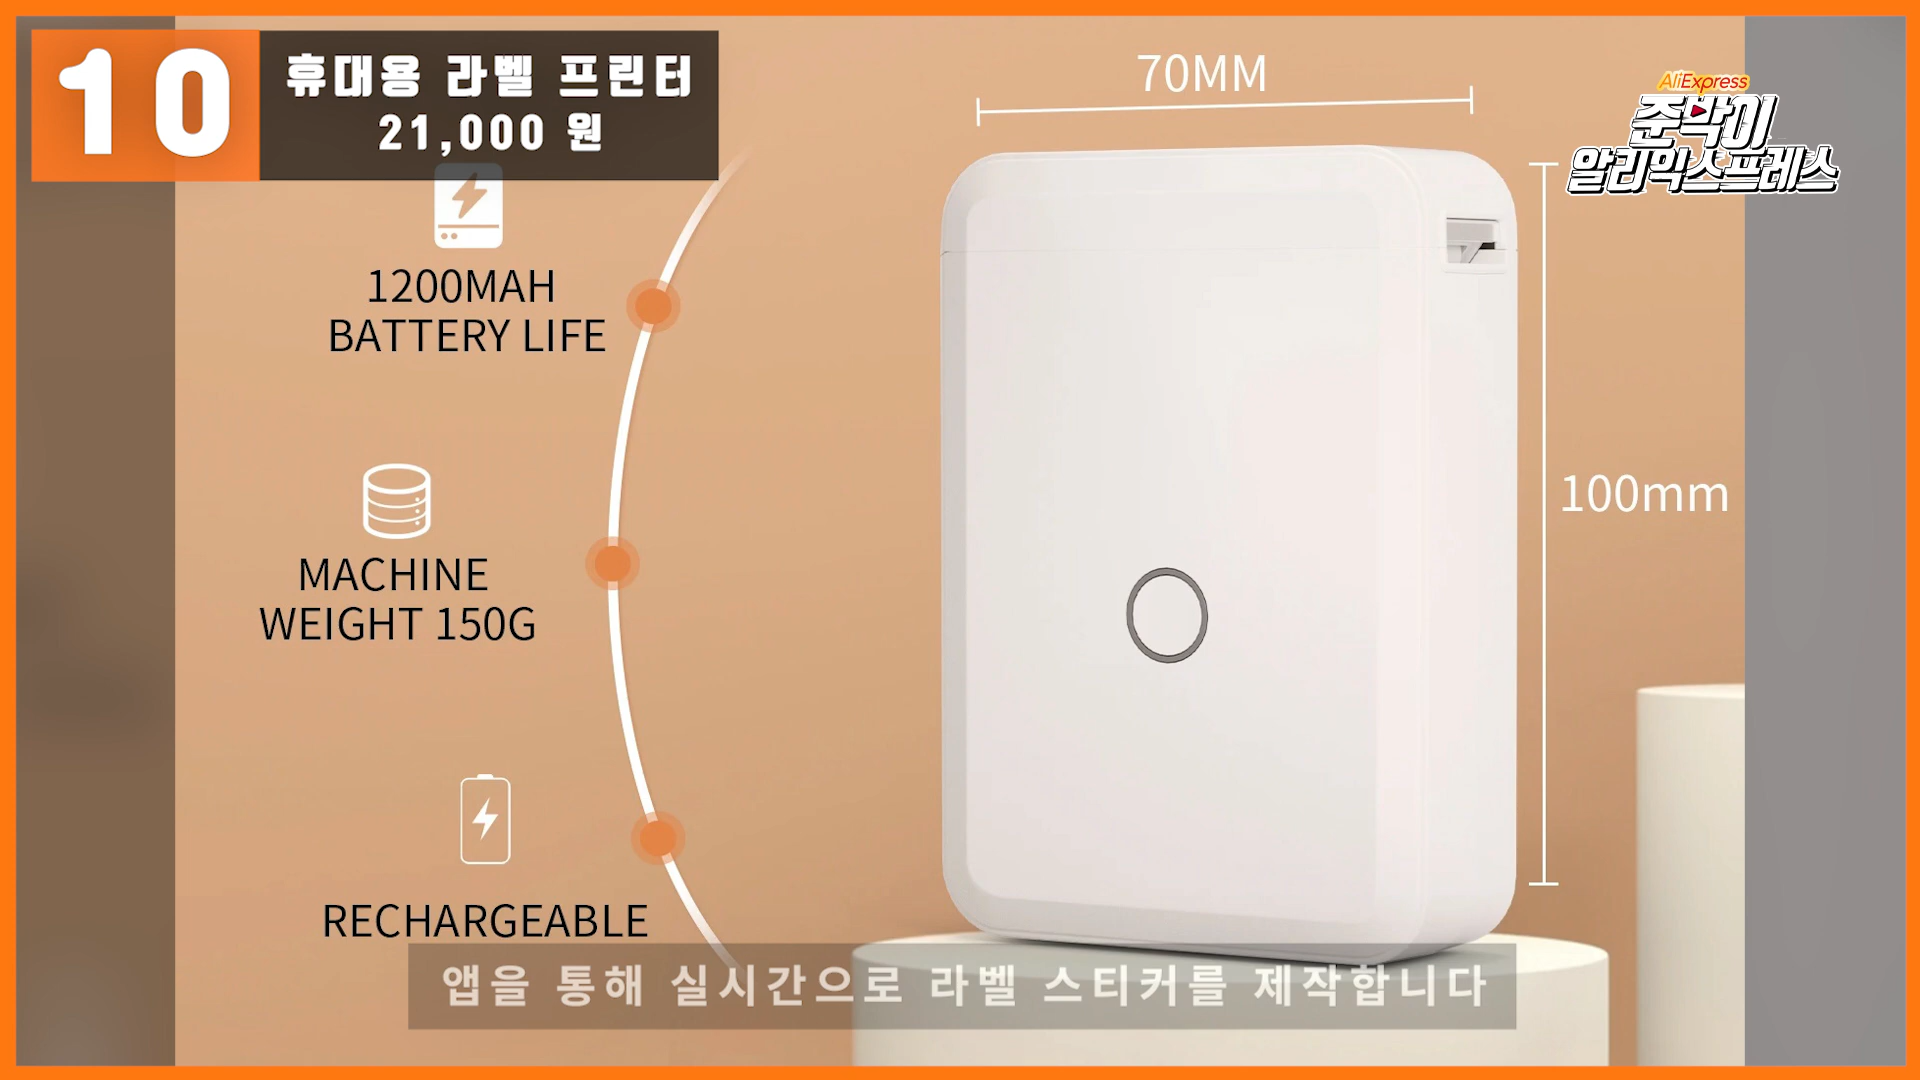 10
휴대용 라벨 프린터
21,000 원
70MM
AliExpress
준박이
알리익스프레스
1200MAH
BATTERY LIFE
100mm
MACHINE
WEIGHT 150G
RECHARGEABLE
앱을 통해 실시간으로 라벨 스티커를 제작합니다